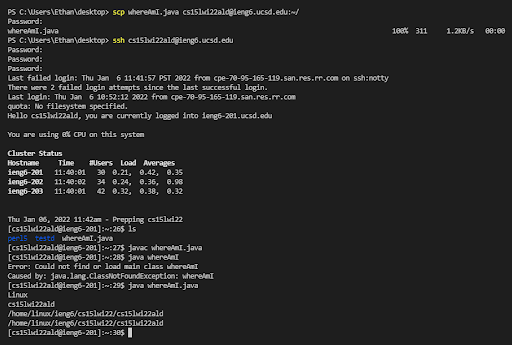 PS C:\Users\Ethan\desktop> scp whereAmI.java cs15lwi22ald@ieng6.ucsd.edu:~/
Password:
Password:
whereAmI.java 100% 311 1.2KB/s 00:00
PS C:\Users\Ethan\desktop> ssh cs15lwi22ald@ieng6.ucsd.edu
Password:
Password:
Password:
Last failed login: Thu Jan  6 11:41:57 PST 2022 from cpe-70-95-165-119.san.res.rr.com on ssh:notty
There were 2 failed login attempts since the last successful login.
Last login: Thu Jan  6 10:52:12 2022 from cpe-70-95-165-119.san.res.rr.com
quota: No filesystem specified.
Hello cs15lwi22ald, you are currently logged into ieng6-201.ucsd.edu
You are using 0% CPU on this system
Cluster Status
Hostname Time #Users Load Averages
ieng6-201 11:40:01 30 0.21, 0.42, 0.35
ieng6-202 11:40:02 34 0.24, 0.36, 0.98
ieng6-203 11:40:01 42 0.32, 0.38, 0.32
Thu Jan 06, 2022 11:42am - Prepping cs15lwi22
[cs15lwi22ald@ieng6-201]:~:26$ ls
perl5 test0 whereAmI.java
[cs15lwi22ald@ieng6-201]:~:27$ javac whereAmI.java
[cs15lwi22ald@ieng6-201]:~:28$ java whereAmI
Error: Could not find or load main class whereAmI
Caused by: java.lang.ClassNotFoundException: whereAmI
[cs15lwi22ald@ieng6-201]:~:29$ java whereAmI.java
Linux
cs15lwi22ald
/home/linux/ieng6/cs15lwi22/cs15lwi22ald
/home/linux/ieng6/cs15lwi22/cs15lwi22ald
[cs15lwi22ald@ieng6-201]:~:30$